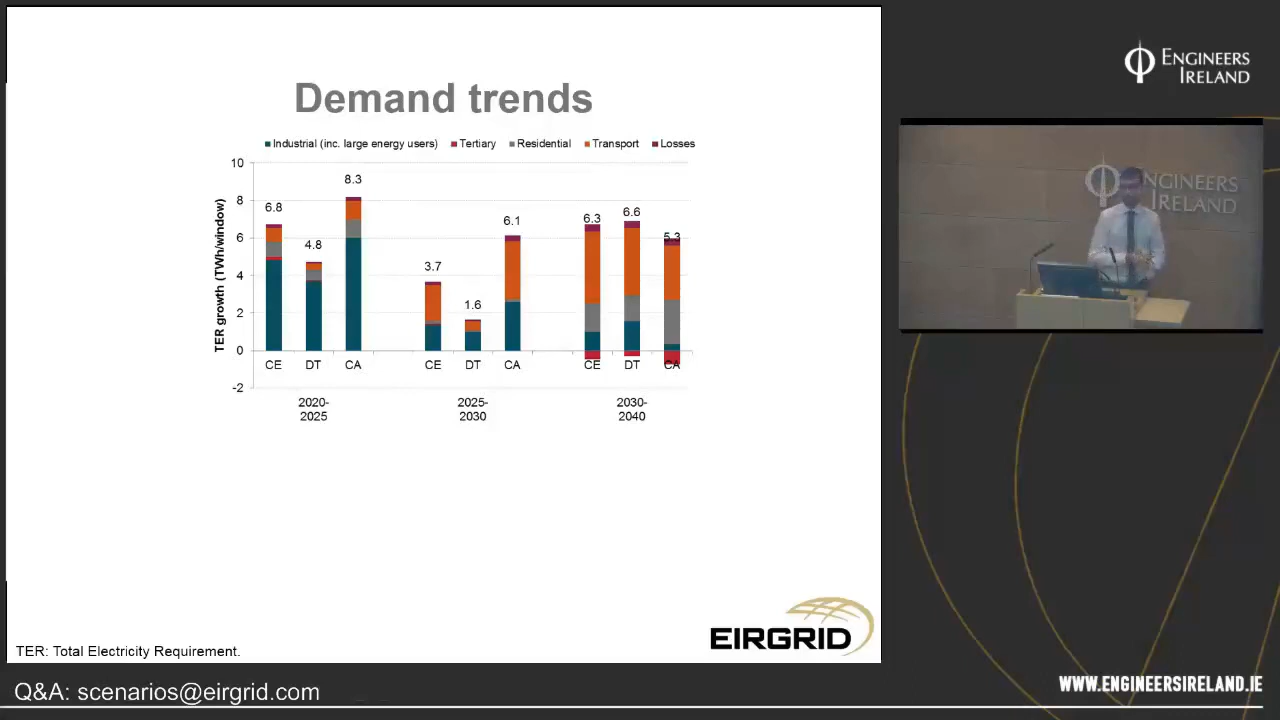 Demand trends
Industrial (inc. large energy users) Tertiary Residential Transport Losses
TER growth (TWh/window)
10
8
6
4
2
0
-2
6.8
4.8
8.3
3.7
1.6
6.1
6.3
6.6
5.3
CE DT CA CE DT CA CE DT CA
2020-
2025
2025-
2030
2030-
2040
EIRGRID
TER: Total Electricity Requirement.
Q&A: scenarios@eirgrid.com
ENGINEERS
IRELAND
ENGINEERS
IRELAND
WWW.ENGINEERSIRELAND.IE